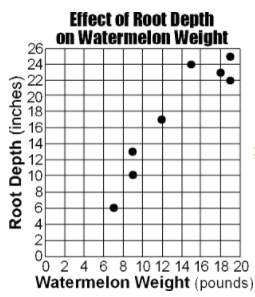 Effect of Root Depth
on Watermelon Weight
Root Depth (inches)
26
24
22
20
18
16
14
12
10
8
6
4
2
0
0 2 4 6 8 10 12 14 16 18 20
Watermelon Weight (pounds)